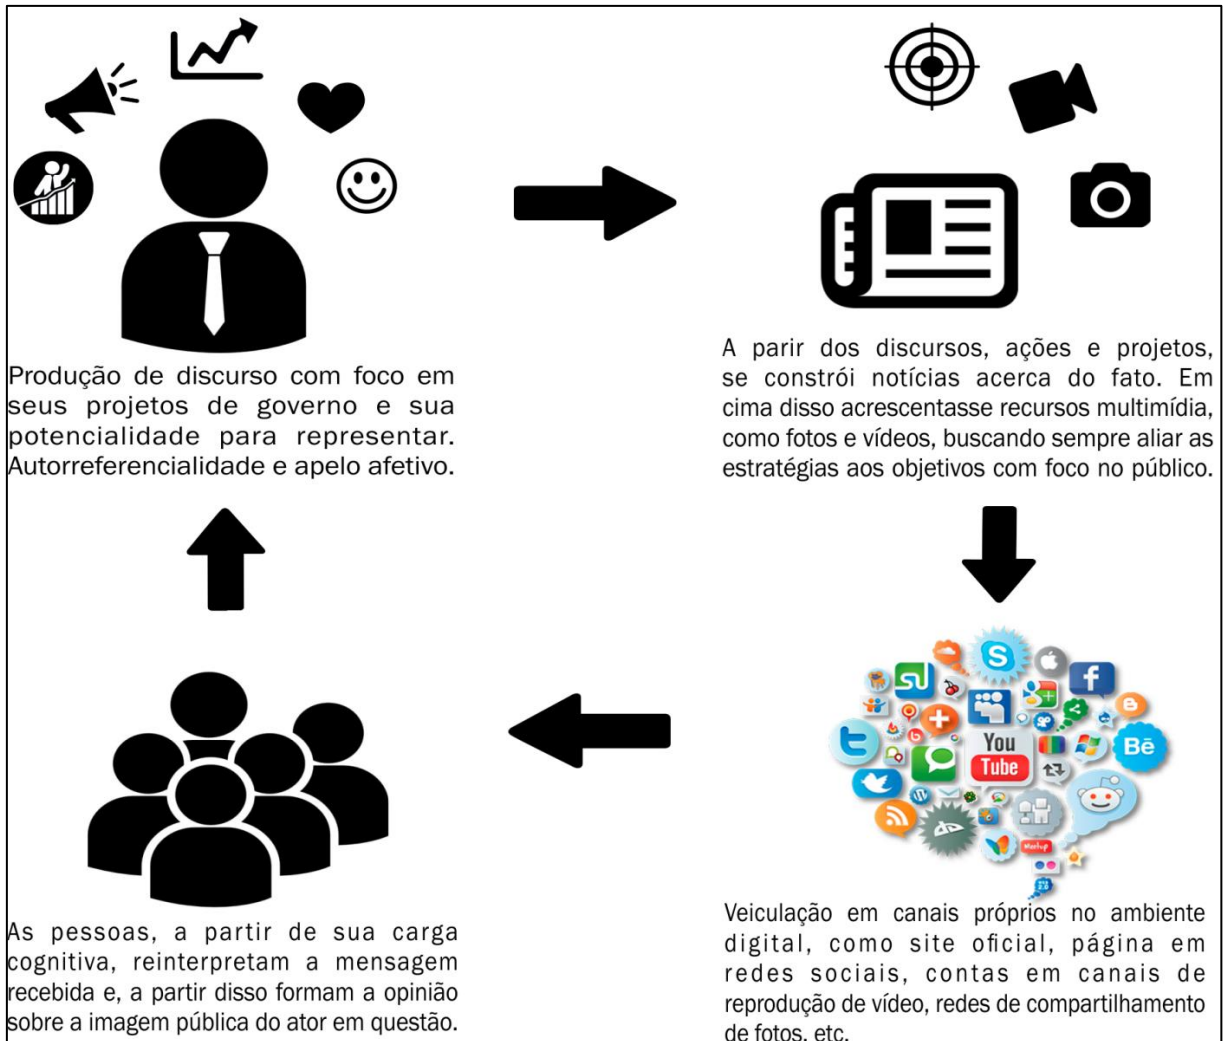 Produção de discurso com foco em
seus projetos de governo e sua
potencialidade para representar.
Autorreferencialidade e apelo afetivo.
A parir dos discursos, ações e projetos,
se constrói notícias acerca do fato. Em
cima disso acrescentasse recursos multimídia,
como fotos e vídeos, buscando sempre aliar as
estratégias aos objetivos com foco no público.
You
Tube
Bē
Veiculação em canais próprios no ambiente
digital, como site oficial, página em
redes sociais, contas em canais de
reprodução de vídeo, redes de compartilhamento
de fotos, etc.
As pessoas, a partir de sua carga
cognitiva, reinterpretam a mensagem
recebida e, a partir disso formam a opinião
sobre a imagem pública do ator em questão.